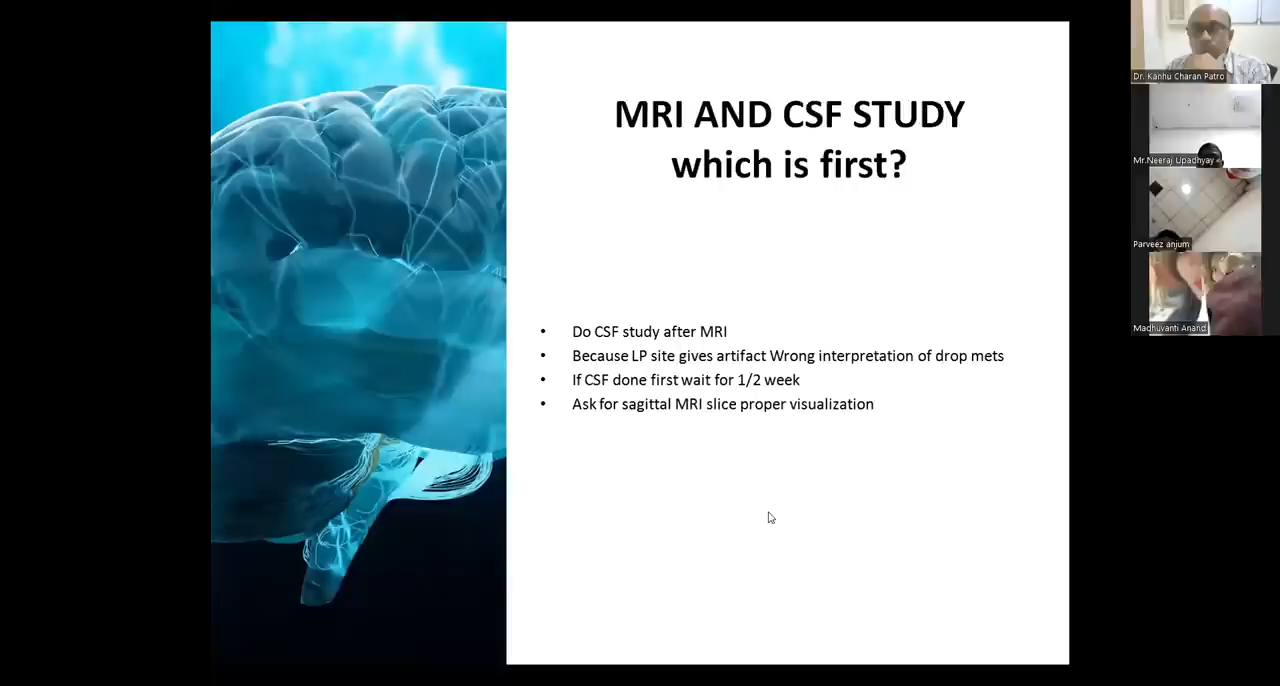 MRI AND CSF STUDY
which is first?
• Do CSF study after MRI
• Because LP site gives artifact Wrong interpretation of drop mets
• If CSF done first wait for 1/2 week
• Ask for sagittal MRI slice proper visualization
Dr. Kanhu Charan Patro
Mr.Neeraj Upadhyay
Parveez anjum
Madhuvanti Anand